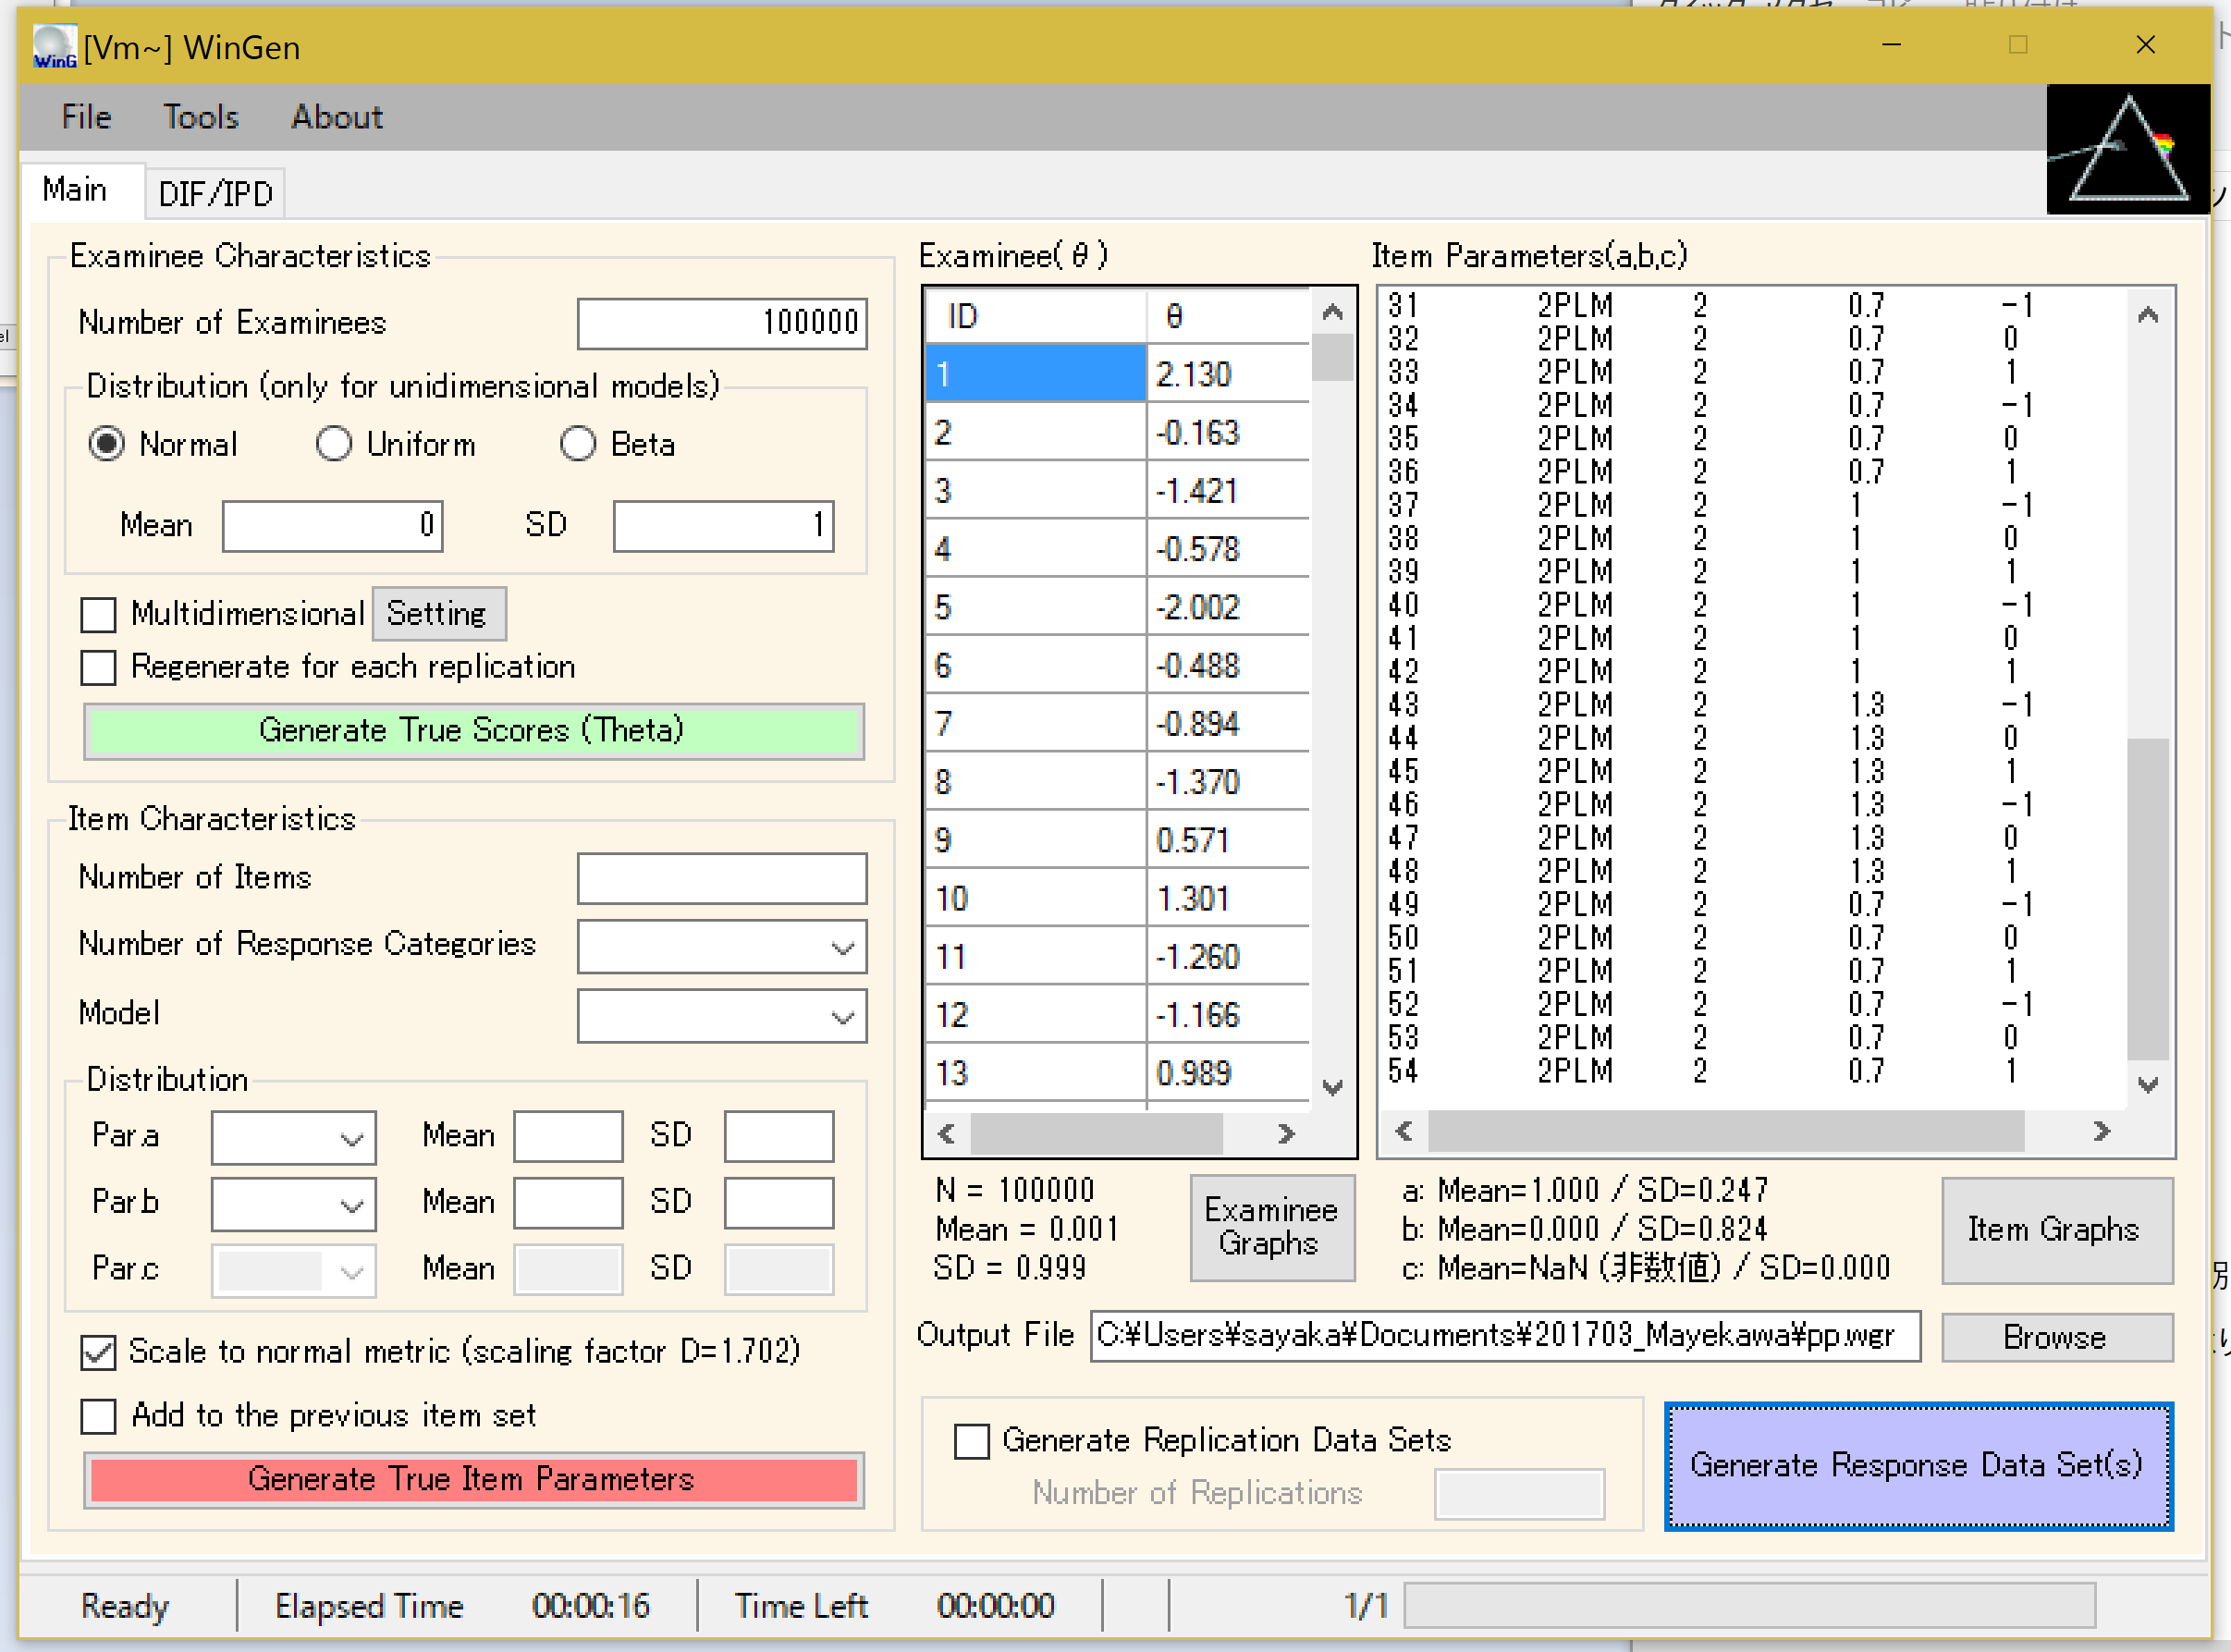 WinG [Vm~] WinGen
File Tools About
Main DIF/IPD
Examinee Characteristics
Number of Examinees 100000
Distribution (only for unidimensional models)
Normal Uniform Beta
Mean 0 SD 1
Multidimensional Setting
Regenerate for each replication
Generate True Scores (Theta)
Item Characteristics
Number of Items
Number of Response Categories
Model
Distribution
Par.a Mean SD
Par.b Mean SD
Par.c Mean SD
Scale to normal metric (scaling factor D=1.702)
Add to the previous item set
Generate True Item Parameters
Examinee(θ)
ID θ
1 2.130
2 -0.163
3 -1.421
4 -0.578
5 -2.002
6 -0.488
7 -0.894
8 -1.370
9 0.571
10 1.301
11 -1.260
12 -1.166
13 0.989
N = 100000
Mean = 0.001
SD = 0.999
Examinee
Graphs
Item Parameters(a,b,c)
31 2PLM 2 0.7 -1
32 2PLM 2 0.7 0
33 2PLM 2 0.7 1
34 2PLM 2 0.7 -1
35 2PLM 2 0.7 0
36 2PLM 2 0.7 1
37 2PLM 2 1 -1
38 2PLM 2 1 0
39 2PLM 2 1 1
40 2PLM 2 1 -1
41 2PLM 2 1 0
42 2PLM 2 1 1
43 2PLM 2 1.3 -1
44 2PLM 2 1.3 0
45 2PLM 2 1.3 1
46 2PLM 2 1.3 -1
47 2PLM 2 1.3 0
48 2PLM 2 1.3 1
49 2PLM 2 0.7 -1
50 2PLM 2 0.7 0
51 2PLM 2 0.7 1
52 2PLM 2 0.7 -1
53 2PLM 2 0.7 0
54 2PLM 2 0.7 1
a: Mean=1.000 / SD=0.247
b: Mean=0.000 / SD=0.824
c: Mean=NaN (非数値) / SD=0.000
Item Graphs
Output File C:¥Users¥sayaka¥Documents¥201703_Mayekawa¥pp.wgr Browse
Generate Replication Data Sets
Number of Replications
Generate Response Data Set(s)
Ready Elapsed Time 00:00:16 Time Left 00:00:00 1/1